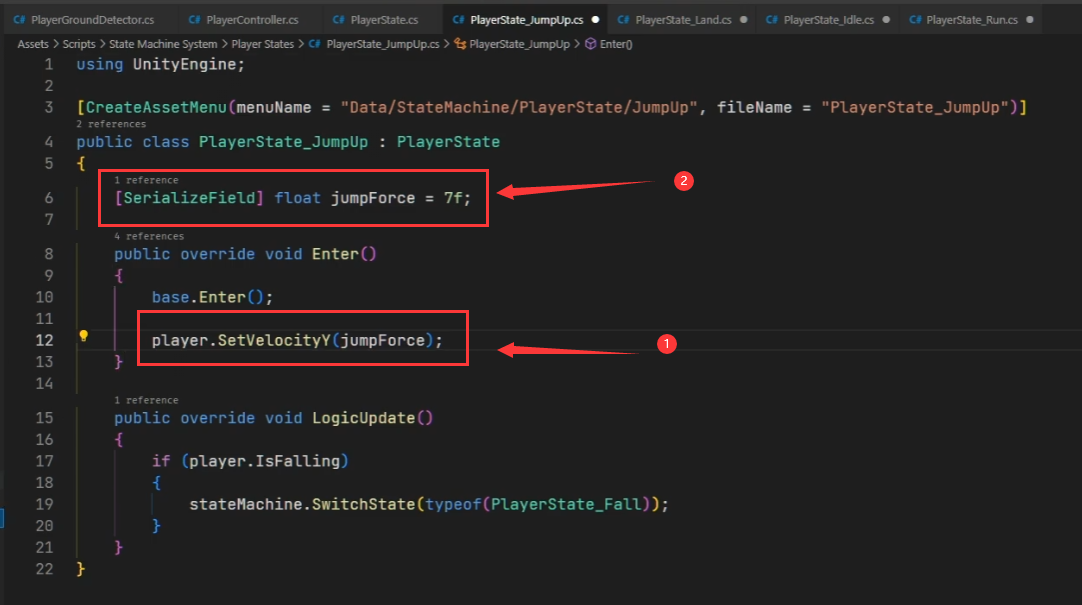 PlayerGroundDetector.cs PlayerController.cs PlayerState.cs PlayerState_JumpUp.cs PlayerState_Land.cs PlayerState_Idle.cs PlayerState_Run.cs
Assets > Scripts > State Machine System > Player States > PlayerState_JumpUp.cs > PlayerState_JumpUp > Enter()
1 using UnityEngine;
2
3 [CreateAssetMenu(menuName = "Data/StateMachine/PlayerState/JumpUp", fileName = "PlayerState_JumpUp")]
2 references
4 public class PlayerState_JumpUp : PlayerState
5 {
1 reference
6 [SerializeField] float jumpForce = 7f; 2
7
4 references
8 public override void Enter()
9 {
10 base.Enter();
11
12 player.SetVelocityY(jumpForce); 1
13 }
14
1 reference
15 public override void LogicUpdate()
16 {
17 if (player.IsFalling)
18 {
19 stateMachine.SwitchState(typeof(PlayerState_Fall));
20 }
21 }
22 }